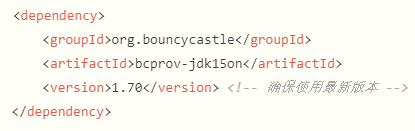 <dependency>
    <groupId>org.bouncycastle</groupId>
    <artifactId>bcprov-jdk15on</artifactId>
    <version>1.70</version> <!-- 确保使用最新版本 -->
</dependency>